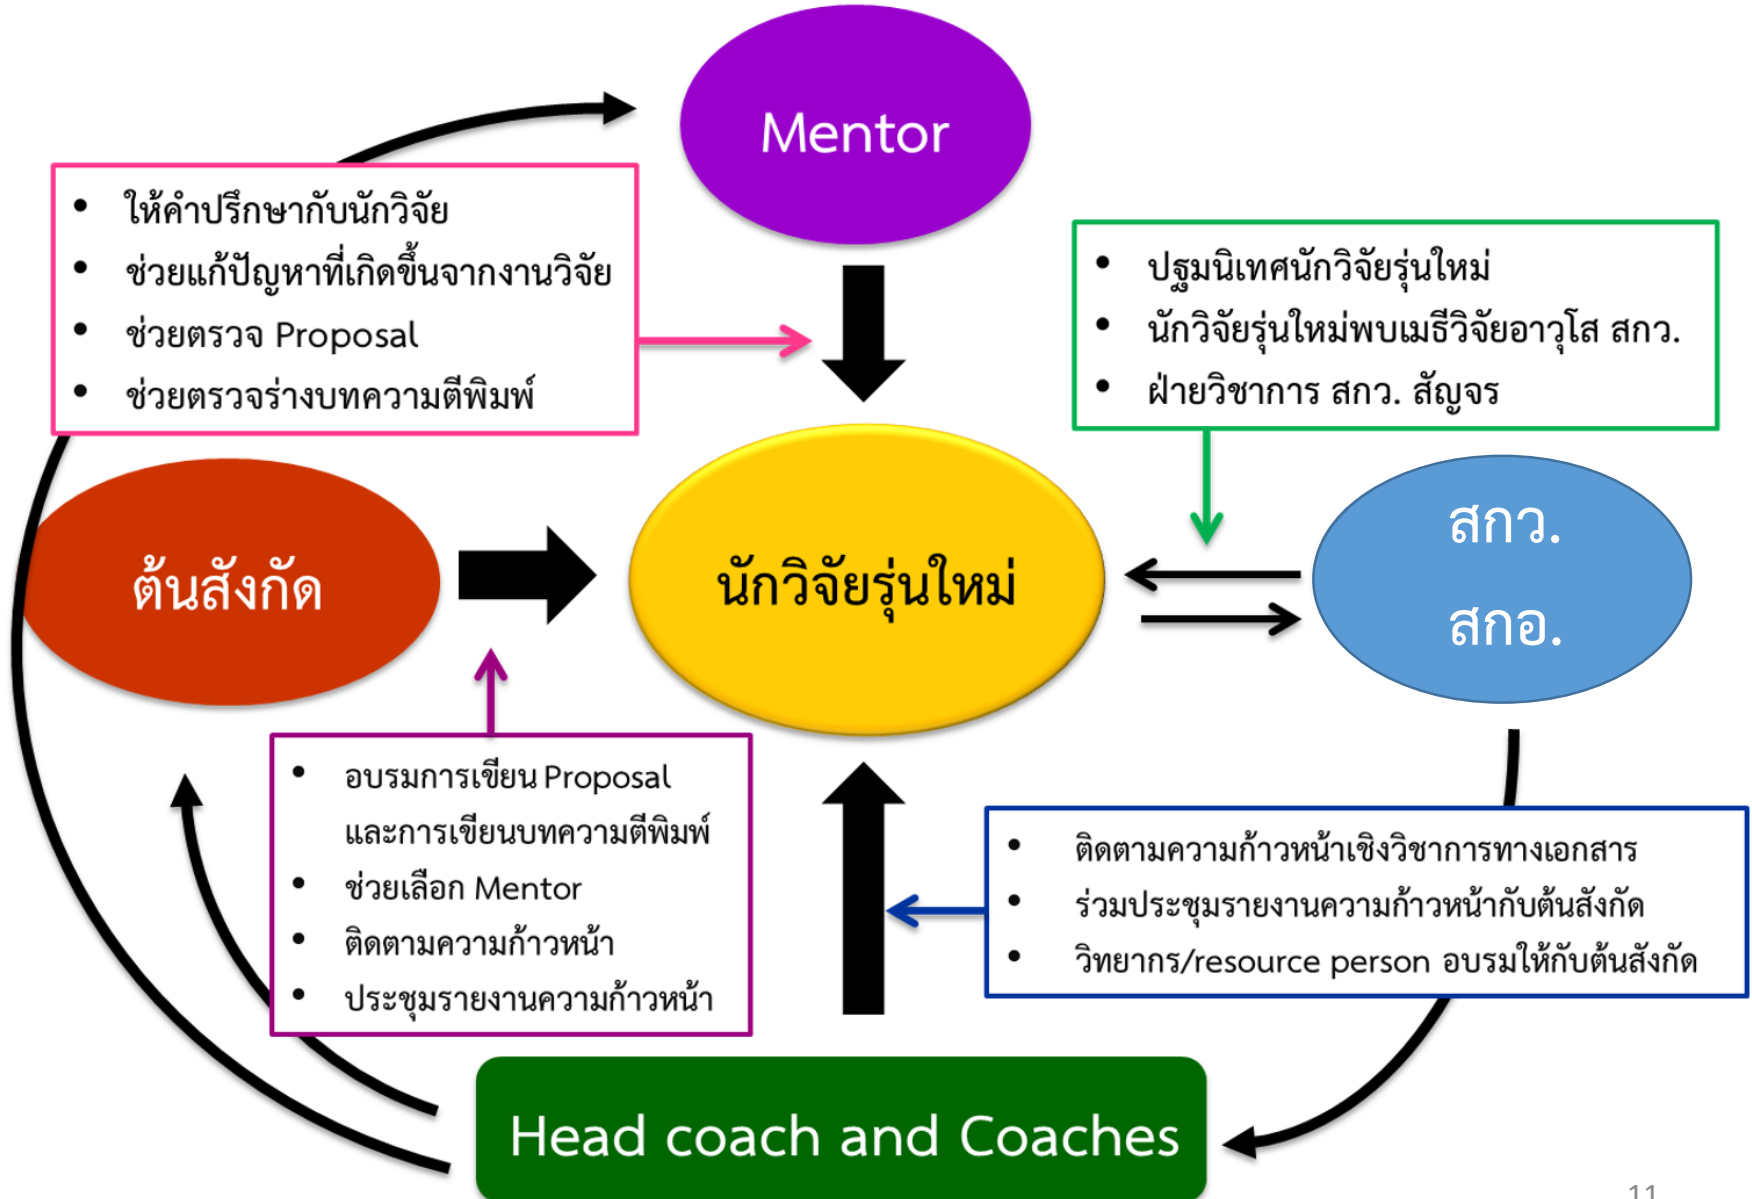 Mentor
• ให้คำปรึกษากับนักวิจัย
• ช่วยแก้ปัญหาที่เกิดขึ้นจากงานวิจัย
• ช่วยตรวจ Proposal
• ช่วยตรวจร่างบทความตีพิมพ์
• ปฐมนิเทศนักวิจัยรุ่นใหม่
• นักวิจัยรุ่นใหม่พบเมธีวิจัยอาวุโส สกว.
• ฝ่ายวิชาการ สกว. สัญจร
ต้นสังกัด
นักวิจัยรุ่นใหม่
สกว.
สกอ.
• อบรมการเขียน Proposal
และการเขียนบทความตีพิมพ์
• ช่วยเลือก Mentor
• ติดตามความก้าวหน้า
• ประชุมรายงานความก้าวหน้า
• ติดตามความก้าวหน้าเชิงวิชาการทางเอกสาร
• ร่วมประชุมรายงานความก้าวหน้ากับต้นสังกัด
• วิทยากร/resource person อบรมให้กับต้นสังกัด
Head coach and Coaches
11